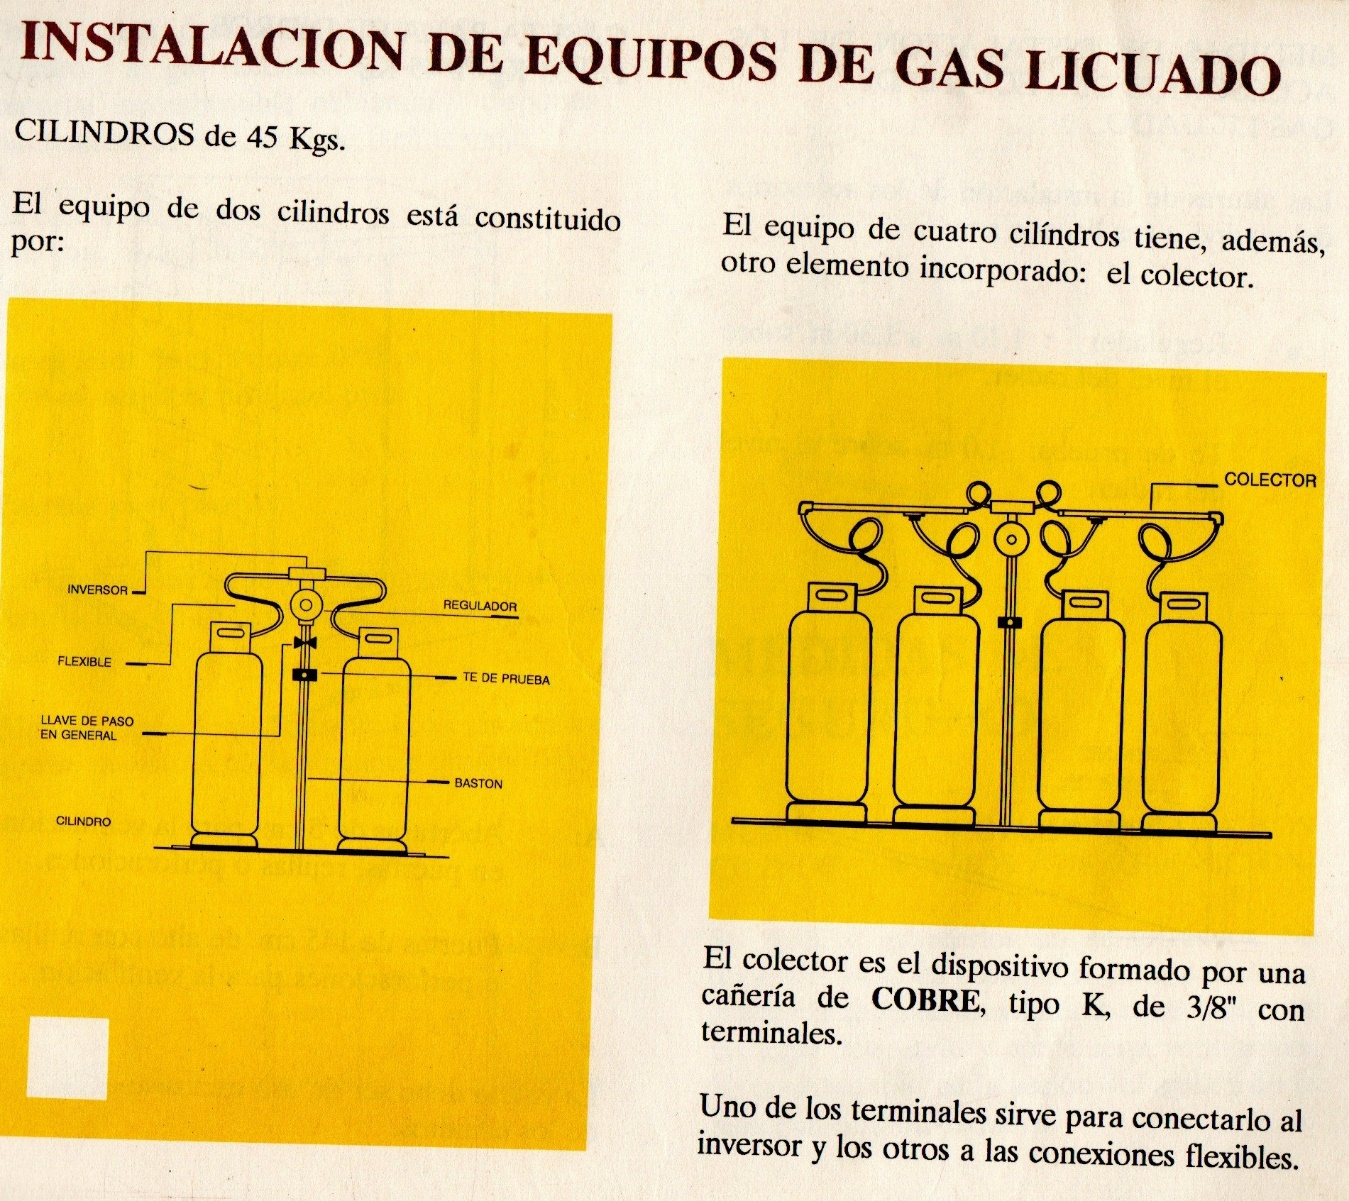 INSTALACION DE EQUIPOS DE GAS LICUADO
CILINDROS de 45 Kgs.
El equipo de dos cilindros está constituido
por:
INVERSOR
REGULADOR
FLEXIBLE
TE DE PRUEBA
LLAVE DE PASO
EN GENERAL
BASTON
CILINDRO
El equipo de cuatro cilíndros tiene, además,
otro elemento incorporado: el colector.
COLECTOR
El colector es el dispositivo formado por una
cañería de COBRE, tipo K, de 3/8" con
terminales.
Uno de los terminales sirve para conectarlo al
inversor y los otros a las conexiones flexibles.